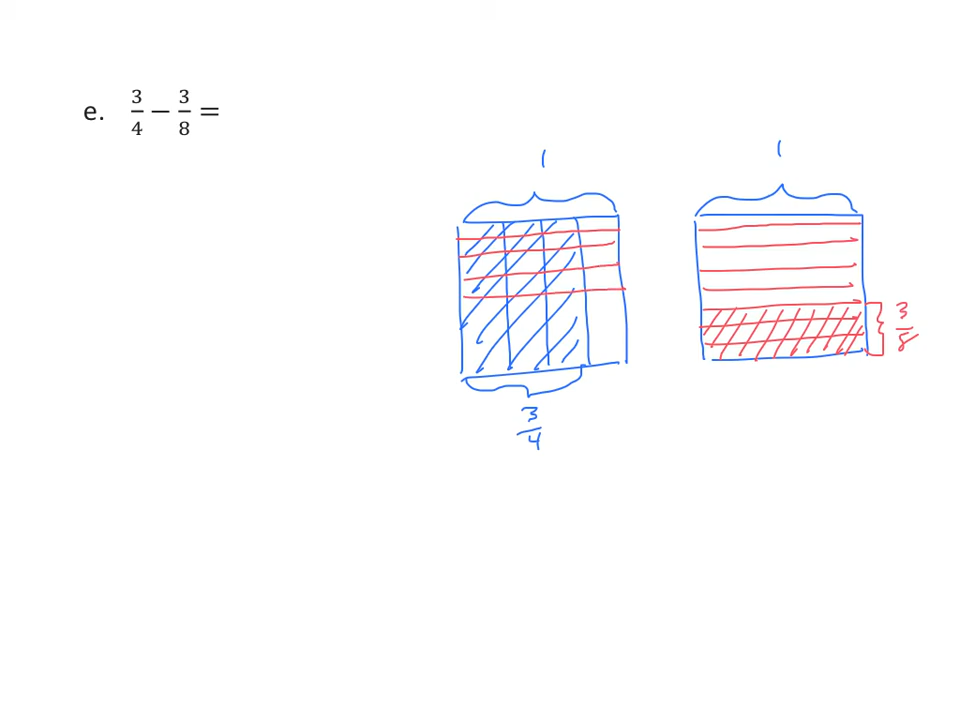 e. 3/4 − 3/8 =
1
1
3/8
3/4